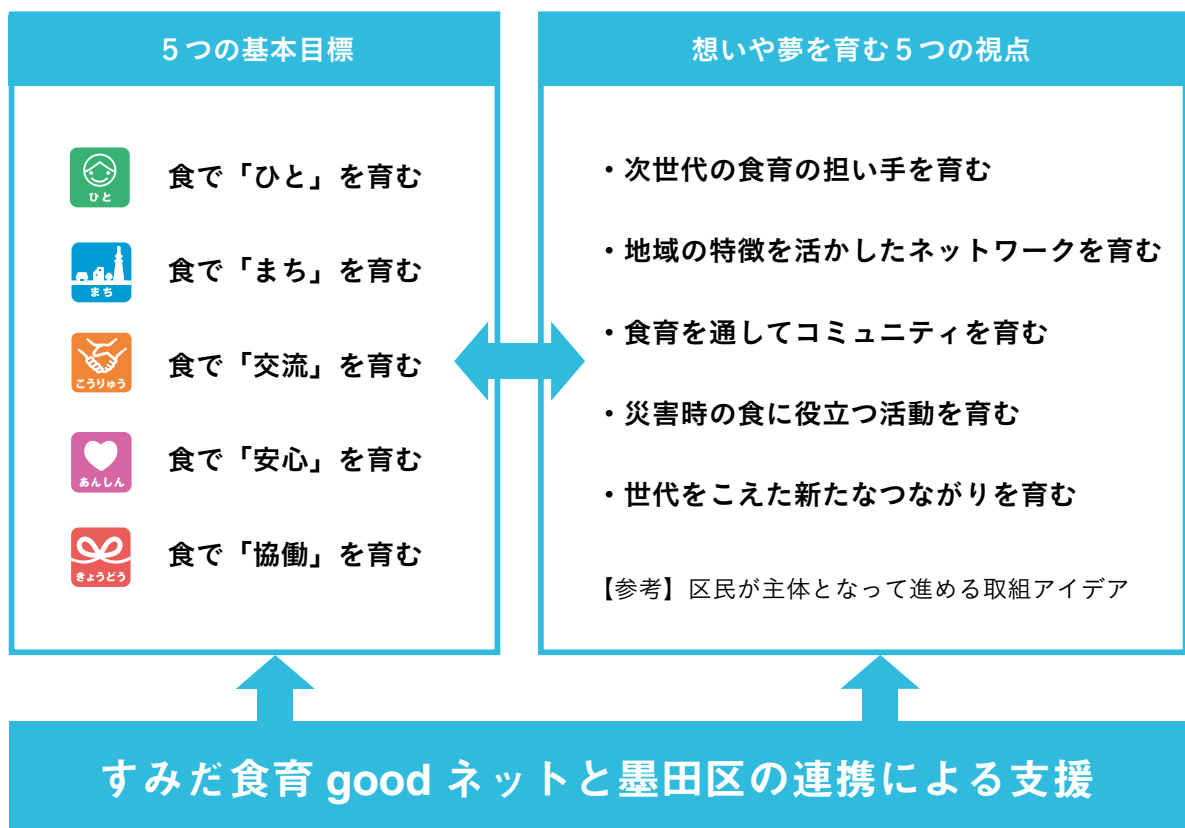 5つの基本目標
ひと
食で「ひと」を育む
まち
食で「まち」を育む
こうりゅう
食で「交流」を育む
あんしん
食で「安心」を育む
きょうどう
食で「協働」を育む
想いや夢を育む5つの視点
・次世代の食育の担い手を育む
・地域の特徴を活かしたネットワークを育む
・食育を通してコミュニティを育む
・災害時の食に役立つ活動を育む
・世代をこえた新たなつながりを育む
【参考】区民が主体となって進める取組アイデア
すみだ食育 good ネットと墨田区の連携による支援